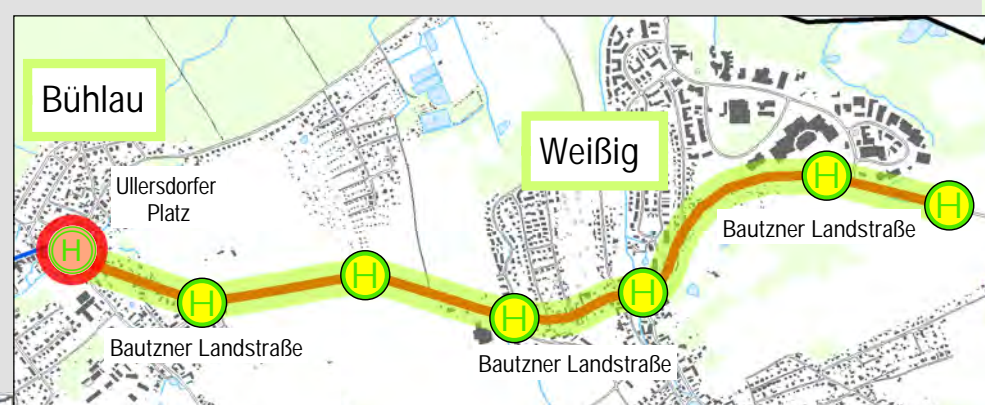 Bühlau
Ullersdorfer
Platz
H
H
Bautzner Landstraße
H
H
Bautzner Landstraße
Weißig
H
H
Bautzner Landstraße
H